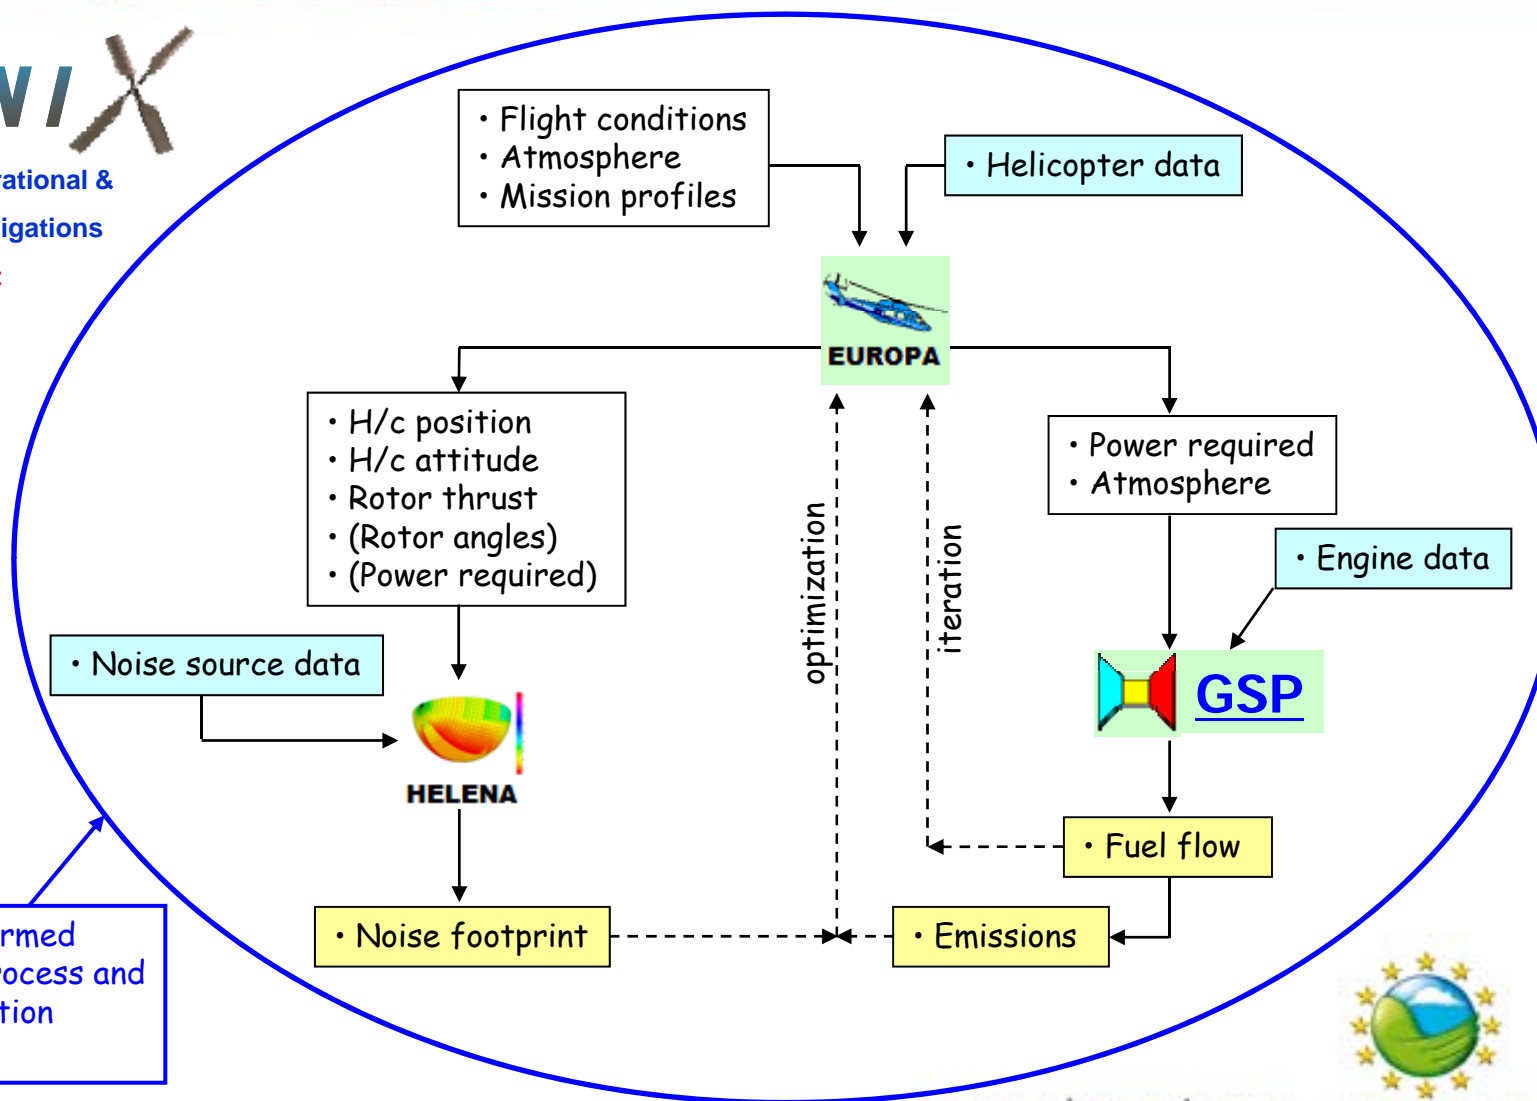 rational &
igations
• Flight conditions
• Atmosphere
• Mission profiles
• Helicopter data
EUROPA
• H/c position
• H/c attitude
• Rotor thrust
• (Rotor angles)
• (Power required)
• Power required
• Atmosphere
• Engine data
optimization
iteration
• Noise source data
GSP
HELENA
• Fuel flow
• Noise footprint
• Emissions
rmed
rocess and
tion